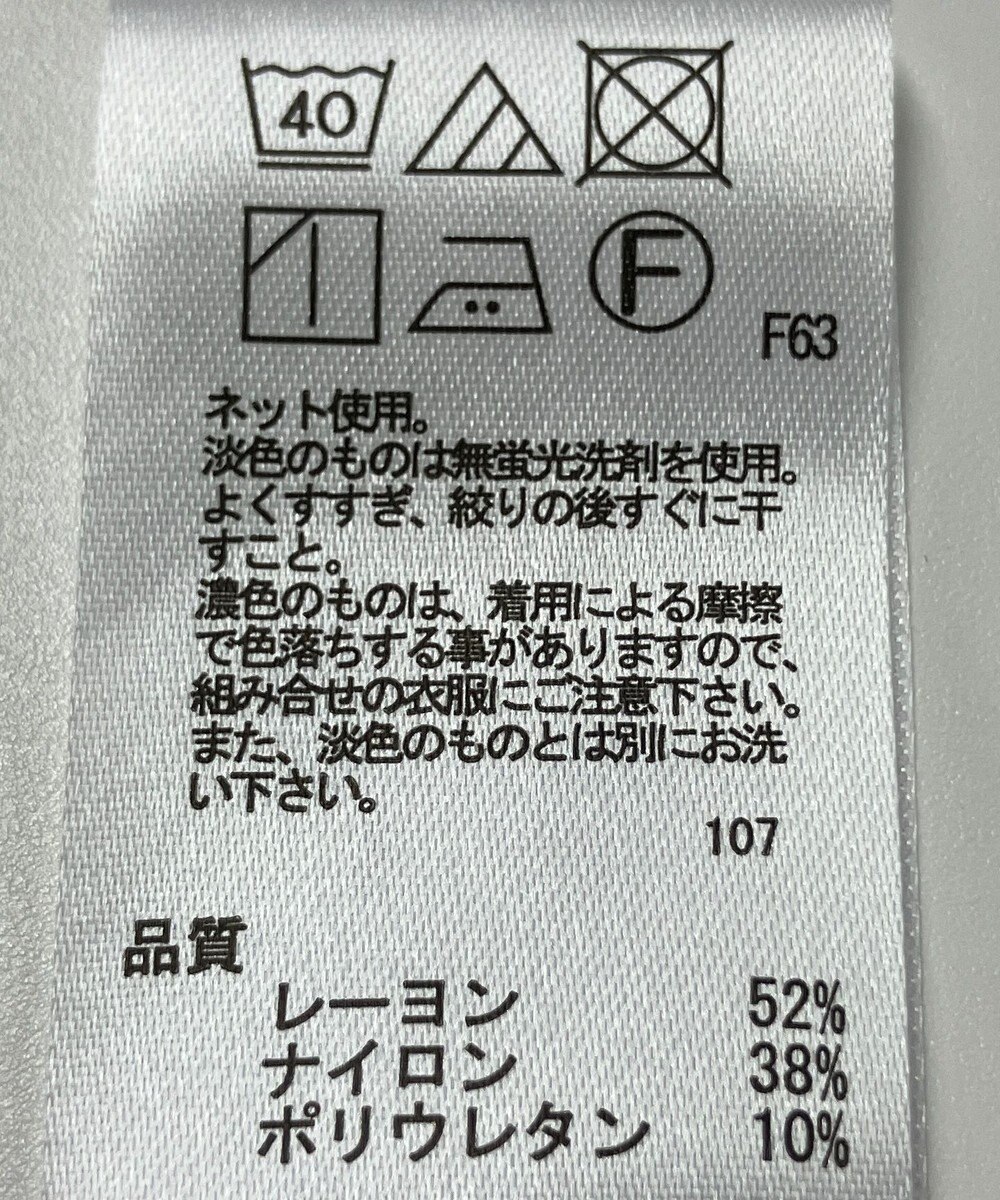 40
F
F63
ネット使用。
淡色のものは無蛍光洗剤を使用。
よくすすぎ、絞りの後すぐに干
すこと。
濃色のものは、着用による摩擦
で色落ちする事がありますので、
組み合せの衣服にご注意下さい。
また、淡色のものとは別にお洗
い下さい。
107
品質
レーヨン 52%
ナイロン 38%
ポリウレタン 10%